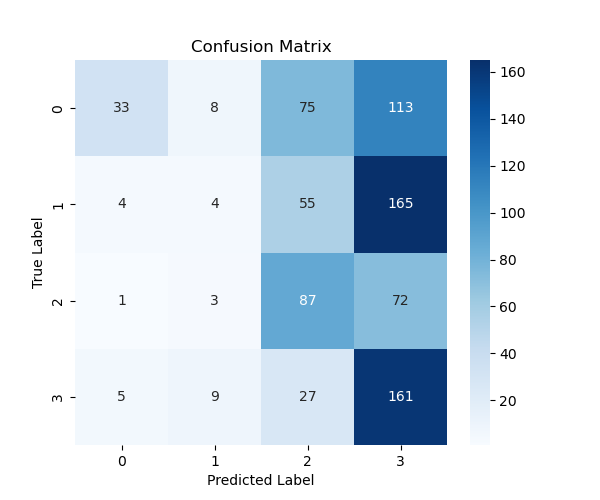 Confusion Matrix
True Label
0 33 8 75 113
1 4 4 55 165
2 1 3 87 72
3 5 9 27 161
0 1 2 3
Predicted Label
160
140
120
100
80
60
40
20